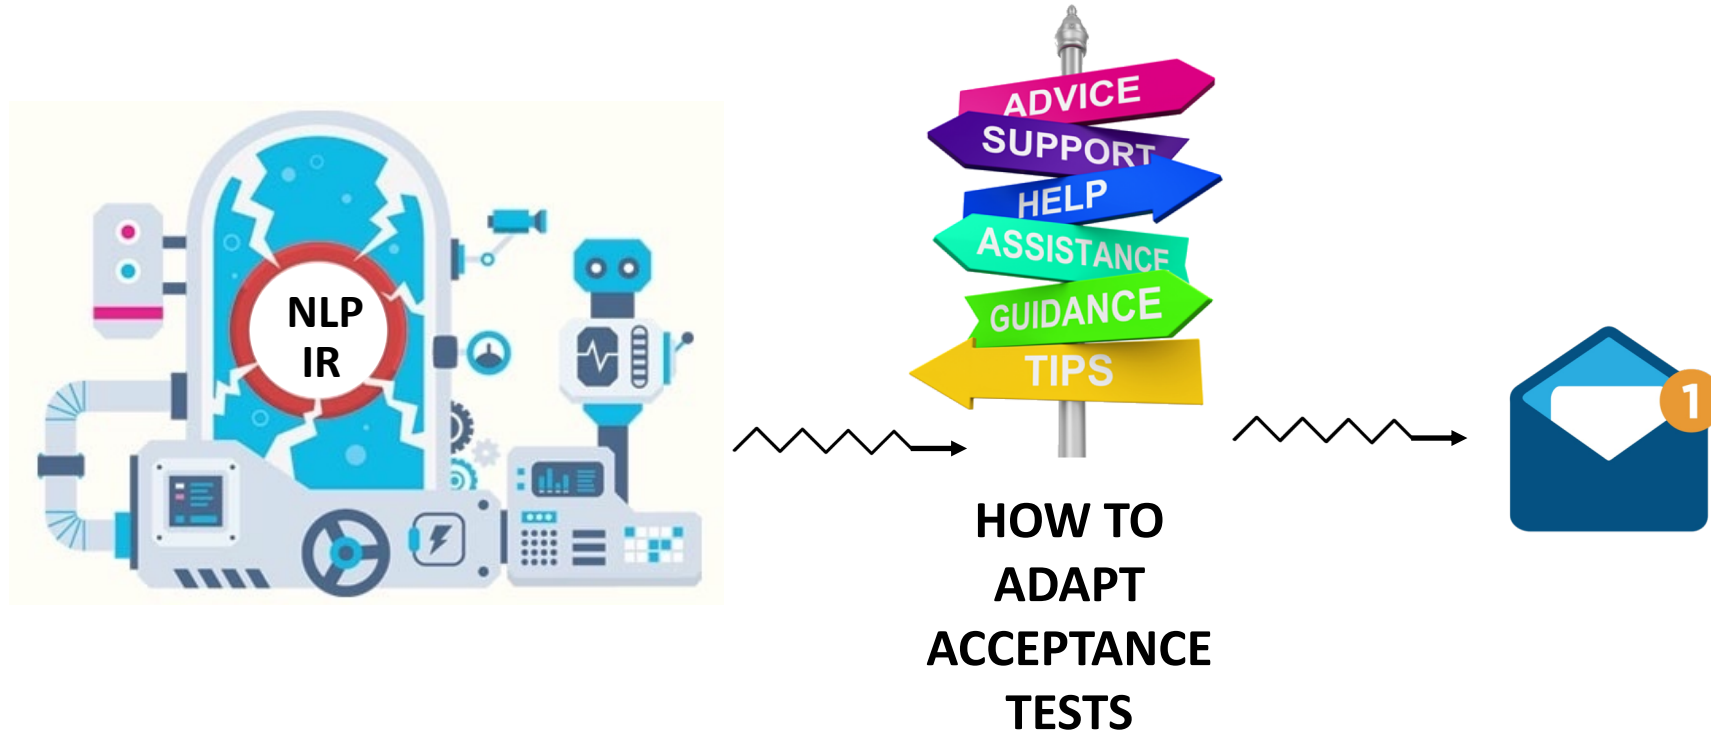 NLP
IR
ADVICE
SUPPORT
HELP
ASSISTANCE
GUIDANCE
TIPS
HOW TO
ADAPT
ACCEPTANCE
TESTS
1